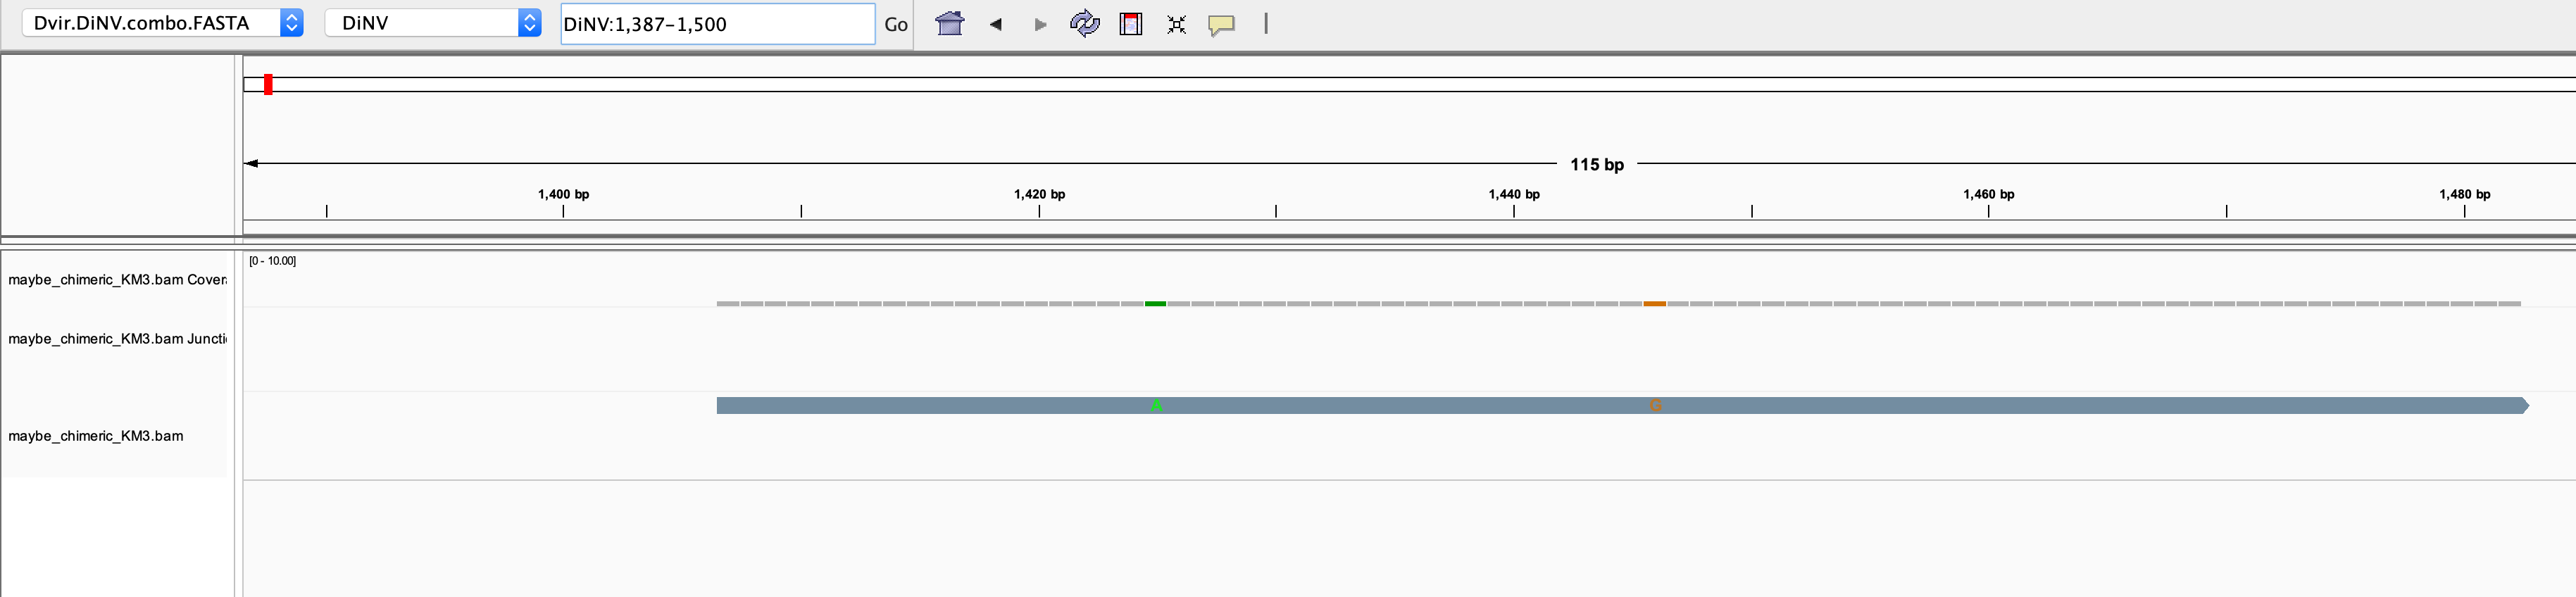 Dvir.DiNV.combo.FASTA DiNV DiNV:1,387-1,500 Go
115 bp
1,400 bp 1,420 bp 1,440 bp 1,460 bp 1,480 bp
[0 - 10.00]
maybe_chimeric_KM3.bam Cover
maybe_chimeric_KM3.bam Juncti
A G
maybe_chimeric_KM3.bam